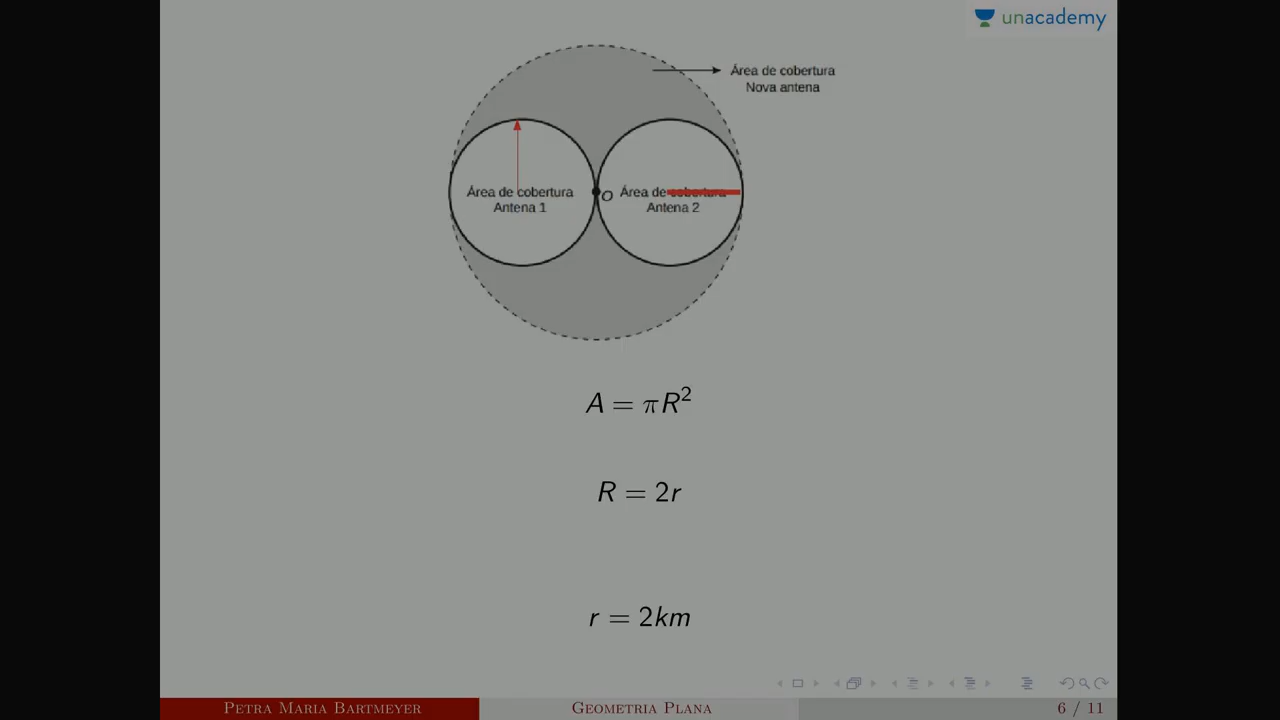 unacademy
Área de cobertura
Nova antena
Área de cobertura
Antena 1
O
Área de cobertura
Antena 2
A = πR²
R = 2r
r = 2km
PETRA MARIA BARTMEYER
GEOMETRIA PLANA
6 / 11